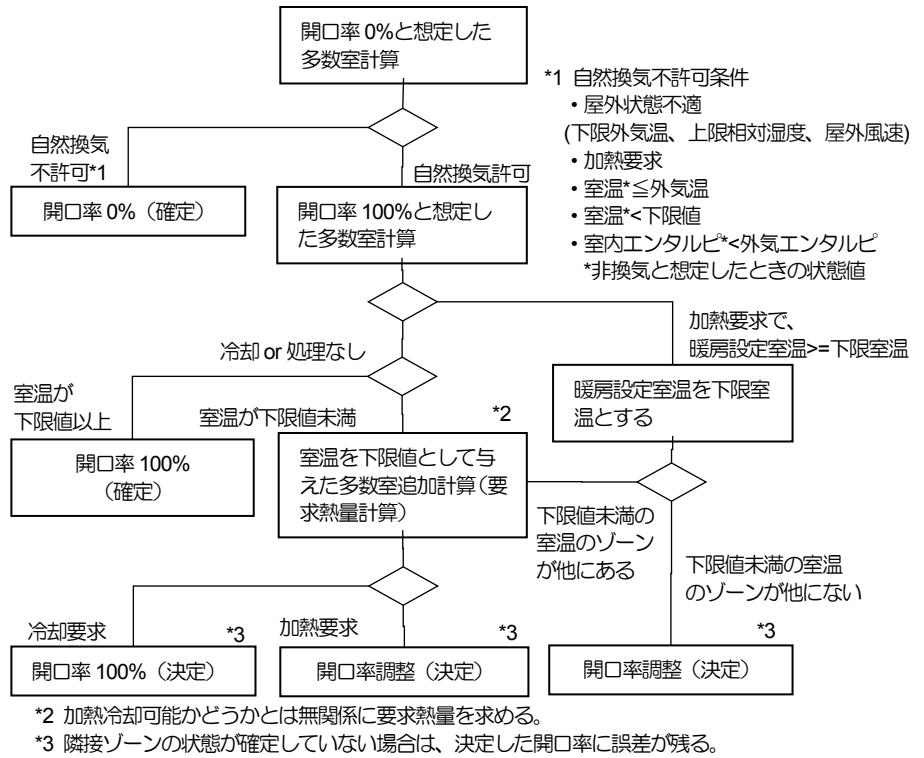 開口率 0%と想定した
多数室計算
*1 自然換気不許可条件
・屋外状態不適
(下限外気温、上限相対湿度、屋外風速)
・加熱要求
・室温*≦外気温
・室温*<下限値
・室内エンタルピ*<外気エンタルピ
*非換気と想定したときの状態値
自然換気
不許可*1
自然換気許可
開口率 0%（確定）
開口率 100%と想定し
た多数室計算
加熱要求で、
暖房設定室温>=下限室温
冷却 or 処理なし
室温が
下限値以上
室温が下限値未満
*2
暖房設定室温を下限室
温とする
開口率 100%
（確定）
室温を下限値として与
えた多数室追加計算（要
求熱量計算）
下限値未満の
室温のゾーン
が他にある
下限値未満の室温
のゾーンが他にない
冷却要求
*3
加熱要求
*3
*3
開口率 100%（決定）
開口率調整（決定）
開口率調整（決定）
*2 加熱冷却可能かどうかとは無関係に要求熱量を求める。
*3 隣接ゾーンの状態が確定していない場合は、決定した開口率に誤差が残る。